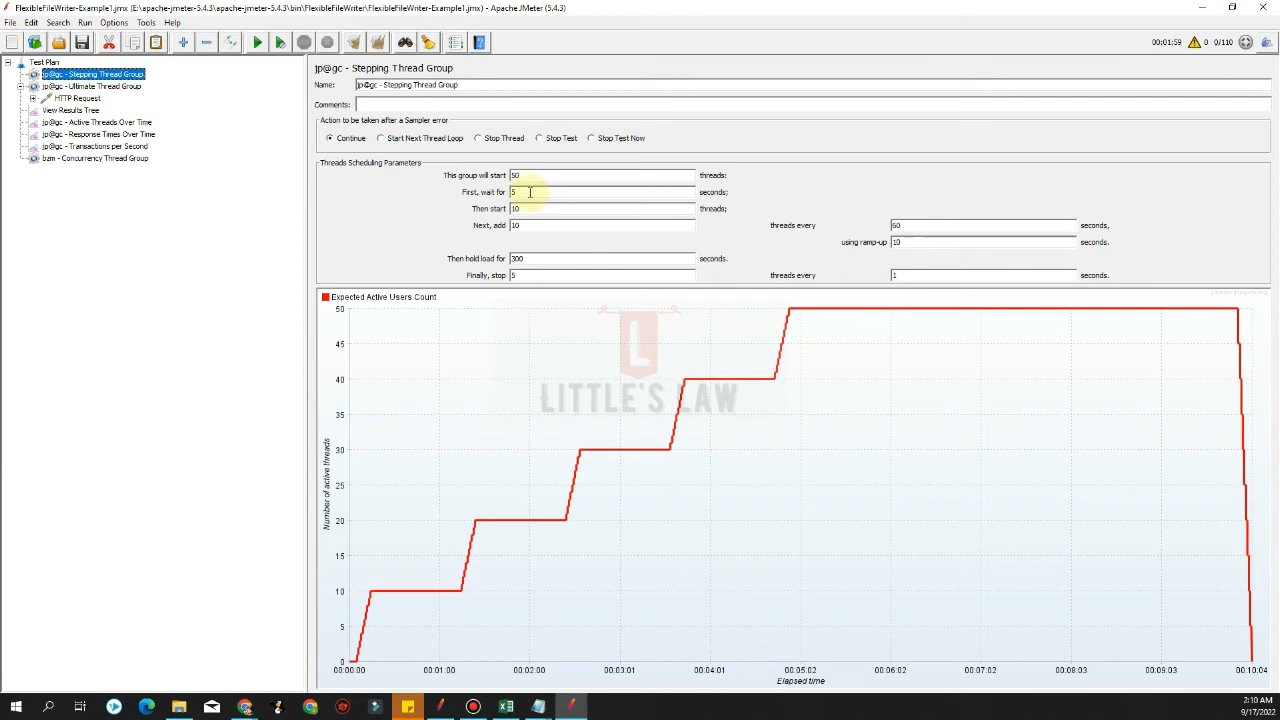 FlexibleFileWriter-Example1.jmx (E:\apache-jmeter-5.4.3\apache-jmeter-5.4.3\bin\FlexibleFileWriter\FlexibleFileWriter-Example1.jmx) - Apache JMeter (5.4.3)
File Edit Search Run Options Tools Help
00:01:59 0 0/110
Test Plan
jp@gc - Stepping Thread Group
jp@gc - Ultimate Thread Group
HTTP Request
View Results Tree
jp@gc - Active Threads Over Time
jp@gc - Response Times Over Time
jp@gc - Transactions per Second
bzm - Concurrency Thread Group
jp@gc - Stepping Thread Group
Name: jp@gc - Stepping Thread Group
Comments:
Action to be taken after a Sampler error
Continue Start Next Thread Loop Stop Thread Stop Test Stop Test Now
Threads Scheduling Parameters
This group will start 50 threads:
First, wait for 5 seconds;
Then start 10 threads;
Next, add 10 threads every 60 seconds,
using ramp-up 10 seconds.
Then hold load for 300 seconds.
Finally, stop 5 threads every 1 seconds.
Expected Active Users Count
jmeter-plugins.org
50
45
40
35
30
25
20
15
10
5
0
Number of active threads
L
LITTLE'S LAW
00:00:00 00:01:00 00:02:00 00:03:01 00:04:01 00:05:02 00:06:02 00:07:02 00:08:03 00:09:03 00:10:04
Elapsed time
2:10 AM
9/17/2022